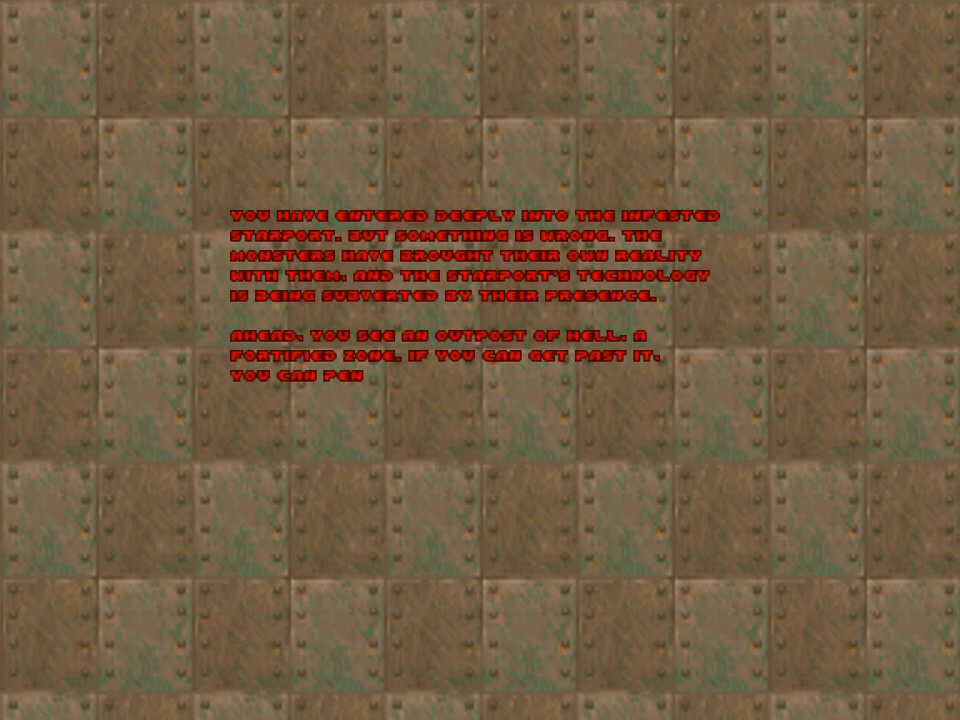 YOU HAVE ENTERED DEEPLY INTO THE INFESTED
STARPORT. BUT SOMETHING IS WRONG. THE
MONSTERS HAVE BROUGHT THEIR OWN REALITY
WITH THEM, AND THE STARPORT'S TECHNOLOGY
IS BEING SUBVERTED BY THEIR PRESENCE.
AHEAD, YOU SEE AN OUTPOST OF HELL, A
FORTIFIED ZONE. IF YOU CAN GET PAST IT,
YOU CAN PEN